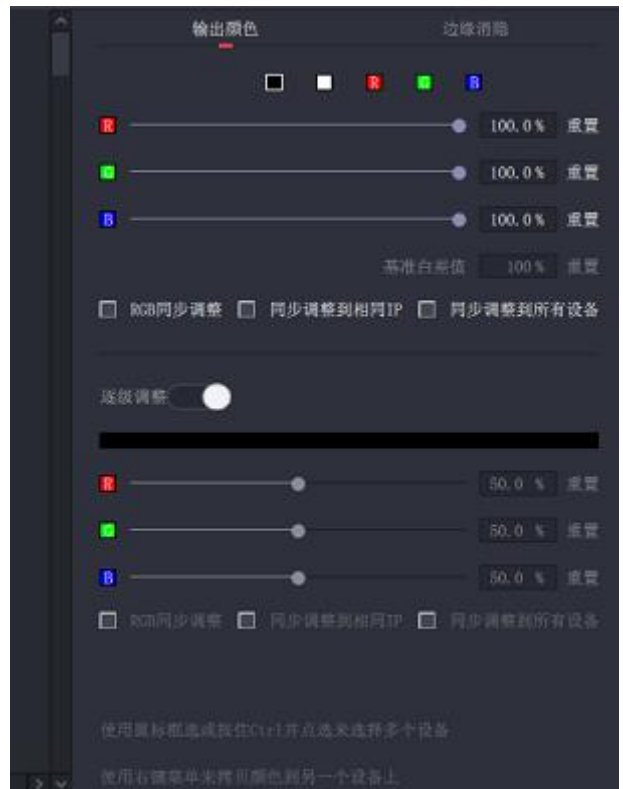 输出颜色 边缘消隐
R G B
R 100.0% 重置
G 100.0% 重置
B 100.0% 重置
基准白差值 100% 重置
RGB同步调整 同步调整到相同IP 同步调整到所有设备
逐级调整
R 50.0 % 重置
G 50.0 % 重置
B 50.0 % 重置
RGB同步调整 同步调整到相同IP 同步调整到所有设备
使用鼠标框选或按住Ctrl并点选来选择多个设备
使用右键菜单来拷贝颜色到另一个设备上